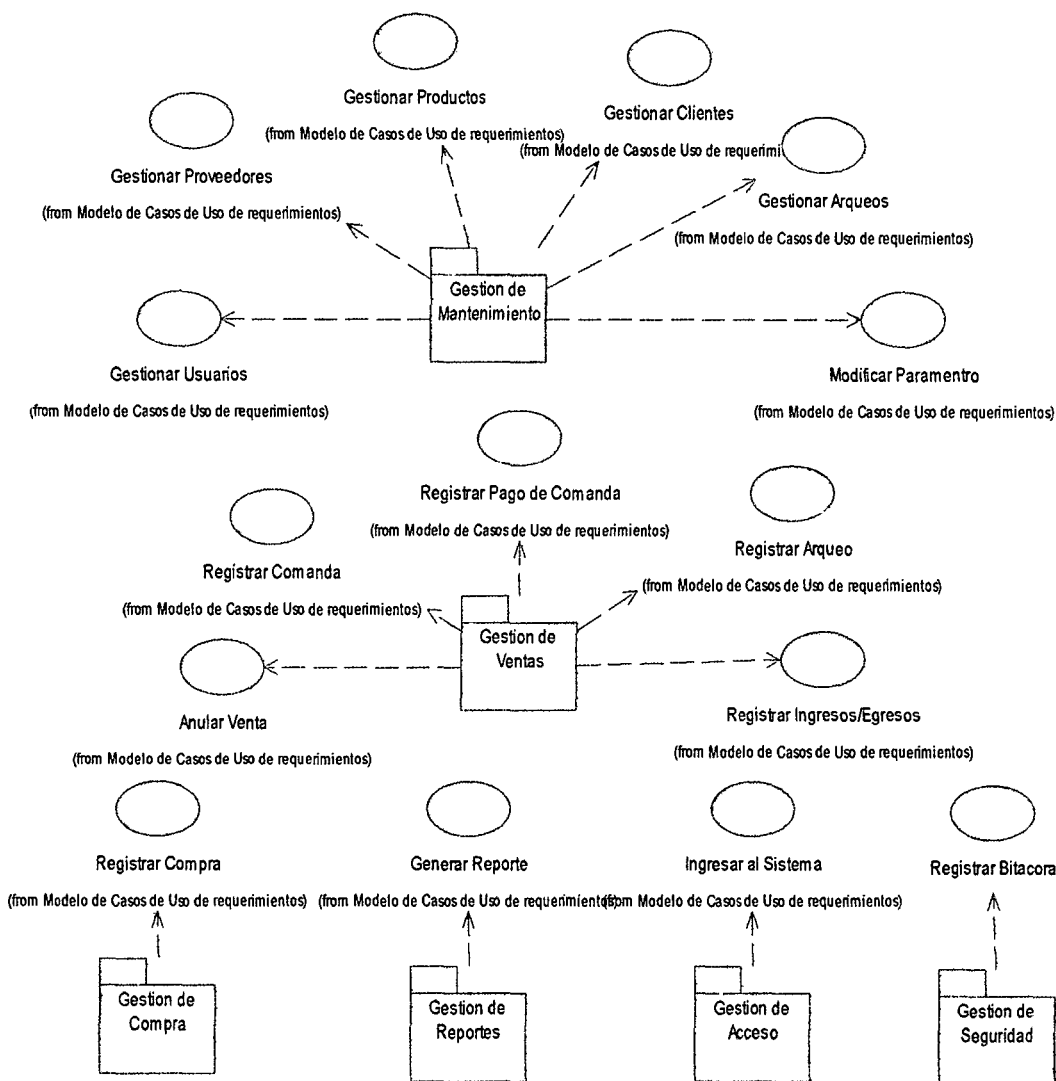 Gestionar Productos
(from Modelo de Casos de Uso de requerimientos)
Gestionar Clientes
(from Modelo de Casos de Uso de requerimi
Gestionar Proveedores
(from Modelo de Casos de Uso de requerimientos)
Gestionar Arqueos
(from Modelo de Casos de Uso de requerimientos)
Gestion de
Mantenimiento
Gestionar Usuarios
(from Modelo de Casos de Uso de requerimientos)
Modificar Paramentro
(from Modelo de Casos de Uso de requerimientos)
Registrar Pago de Comanda
(from Modelo de Casos de Uso de requerimientos)
Registrar Comanda
(from Modelo de Casos de Uso de requerimientos)
Registrar Arqueo
(from Modelo de Casos de Uso de requerimientos)
Gestion de
Ventas
Anular Venta
(from Modelo de Casos de Uso de requerimientos)
Registrar Ingresos/Egresos
(from Modelo de Casos de Uso de requerimientos)
Registrar Compra
(from Modelo de Casos de Uso de requerimientos)
Generar Reporte
(from Modelo de Casos de Uso de requerimientos)
Ingresar al Sistema
(from Modelo de Casos de Uso de requerimientos)
Registrar Bitacora
Gestion de
Compra
Gestion de
Reportes
Gestion de
Acceso
Gestion de
Seguridad